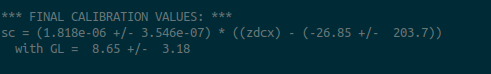 *** FINAL CALIBRATION VALUES: ***
sc = (1.818e-06 +/- 3.546e-07) * ((zdcx) - (-26.85 +/-  203.7))
  with GL =  8.65 +/-  3.18